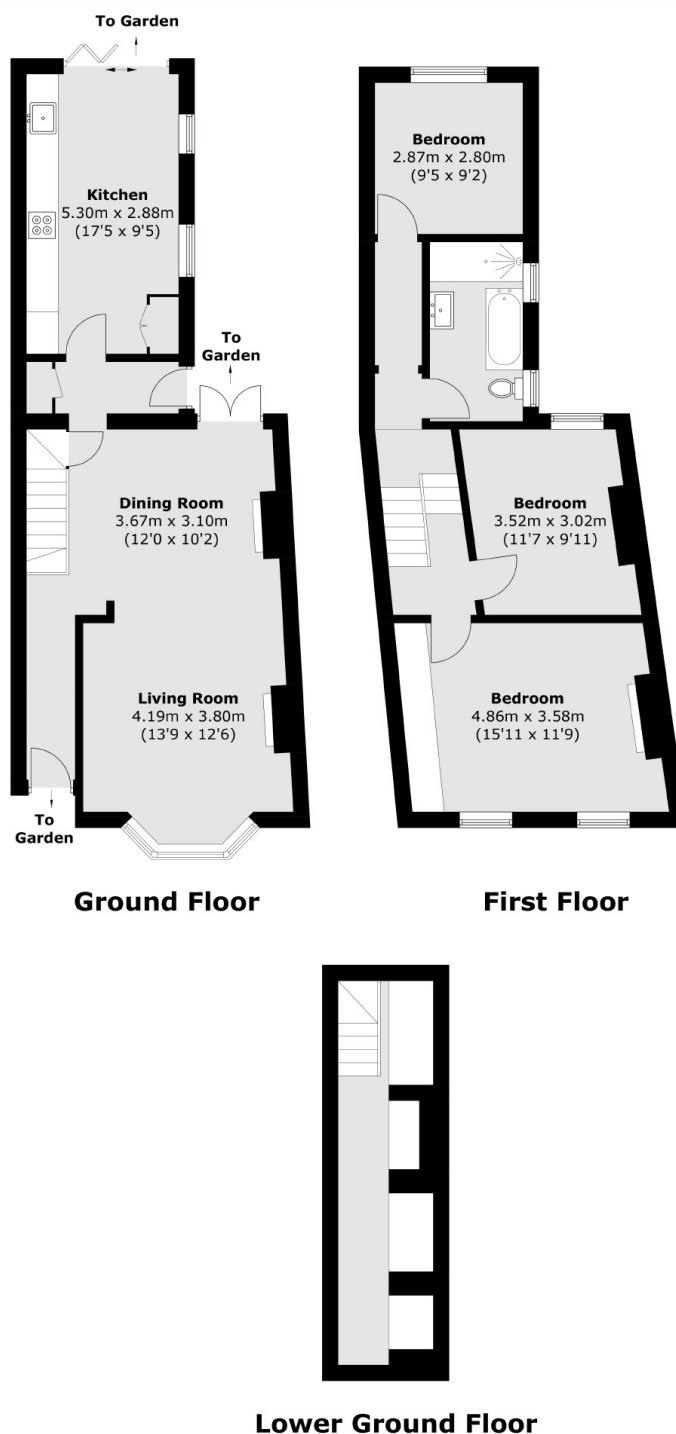 To Garden
Kitchen
5.30m x 2.88m
(17'5 x 9'5)
To
Garden
Dining Room
3.67m x 3.10m
(12'0 x 10'2)
Living Room
4.19m x 3.80m
(13'9 x 12'6)
To
Garden
Ground Floor
Bedroom
2.87m x 2.80m
(9'5 x 9'2)
Bedroom
3.52m x 3.02m
(11'7 x 9'11)
Bedroom
4.86m x 3.58m
(15'11 x 11'9)
First Floor
Lower Ground Floor